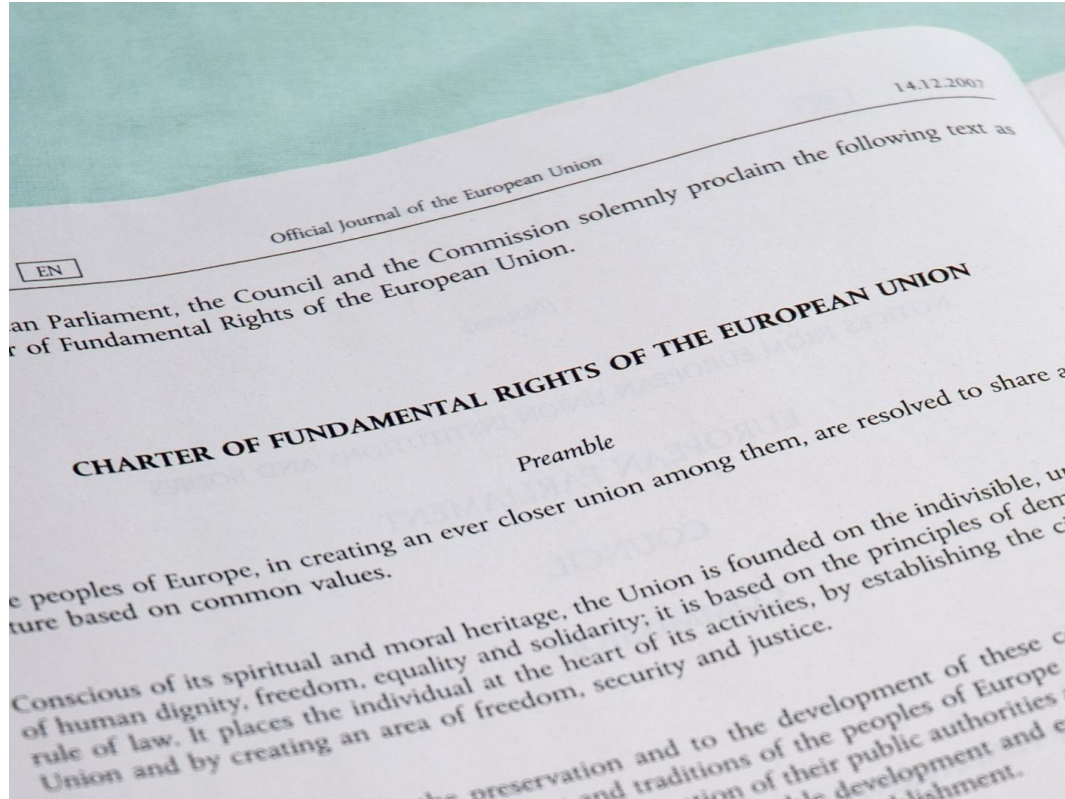 14.12.2007
Official Journal of the European Union
EN
an Parliament, the Council and the Commission solemnly proclaim the following text as
r of Fundamental Rights of the European Union.
CHARTER OF FUNDAMENTAL RIGHTS OF THE EUROPEAN UNION
Preamble
e peoples of Europe, in creating an ever closer union among them, are resolved to share a
ture based on common values.
Conscious of its spiritual and moral heritage, the Union is founded on the indivisible, u
of human dignity, freedom, equality and solidarity; it is based on the principles of dem
rule of law. It places the individual at the heart of its activities, by establishing the ci
Union and by creating an area of freedom, security and justice.
preservation and to the development of these c
and traditions of the peoples of Europe
tion of their public authorities
development and e
blishment.